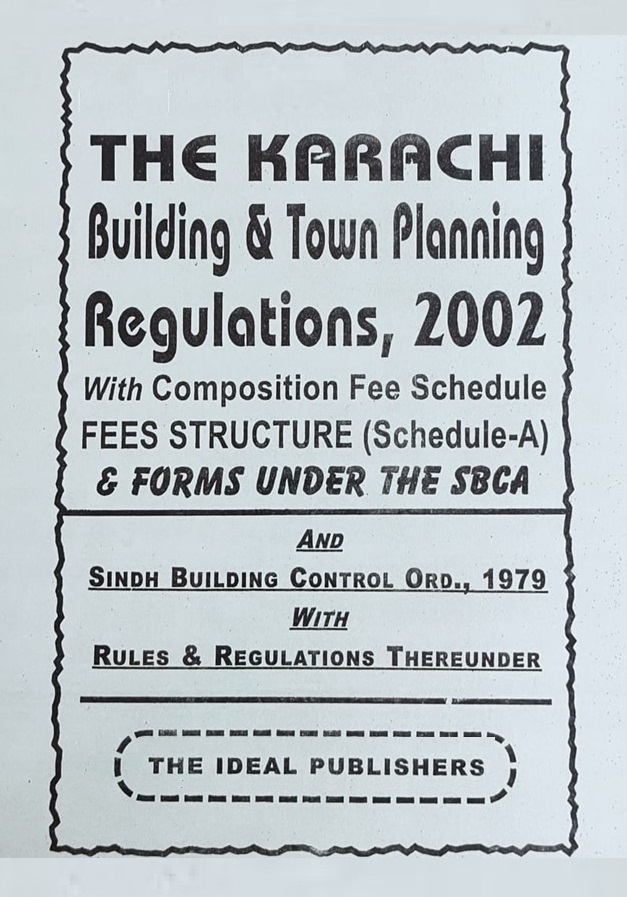 THE KARACHI
Building & Town Planning
Regulations, 2002
With Composition Fee Schedule
FEES STRUCTURE (Schedule-A)
& FORMS UNDER THE SBCA
AND
SINDH BUILDING CONTROL ORD., 1979
WITH
RULES & REGULATIONS THEREUNDER
THE IDEAL PUBLISHERS